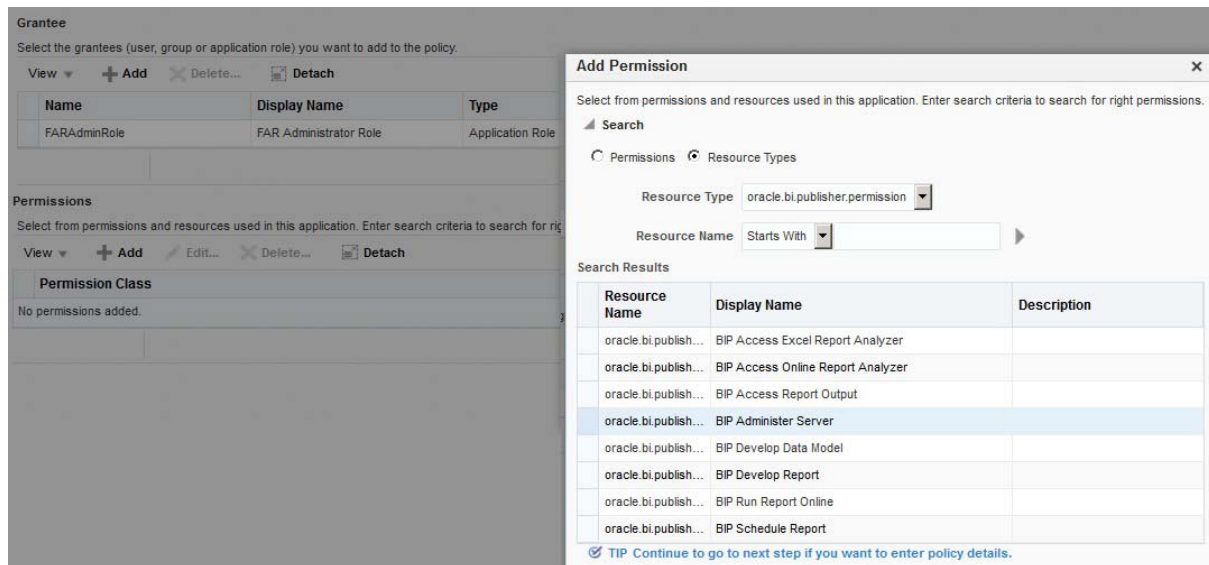 Grantee
Select the grantees (user, group or application role) you want to add to the policy.
View Add Delete... Detach
Name Display Name Type
FARAdminRole FAR Administrator Role Application Role
Permissions
Select from permissions and resources used in this application. Enter search criteria to search for rig
View Add Edit... Delete... Detach
Permission Class
No permissions added.
Add Permission
Select from permissions and resources used in this application. Enter search criteria to search for right permissions.
Search
Permissions Resource Types
Resource Type oracle.bi.publisher.permission
Resource Name Starts With
Search Results
Resource Name Display Name Description
oracle.bi.publish... BIP Access Excel Report Analyzer
oracle.bi.publish... BIP Access Online Report Analyzer
oracle.bi.publish... BIP Access Report Output
oracle.bi.publish... BIP Administer Server
oracle.bi.publish... BIP Develop Data Model
oracle.bi.publish... BIP Develop Report
oracle.bi.publish... BIP Run Report Online
oracle.bi.publish... BIP Schedule Report
TIP Continue to go to next step if you want to enter policy details.